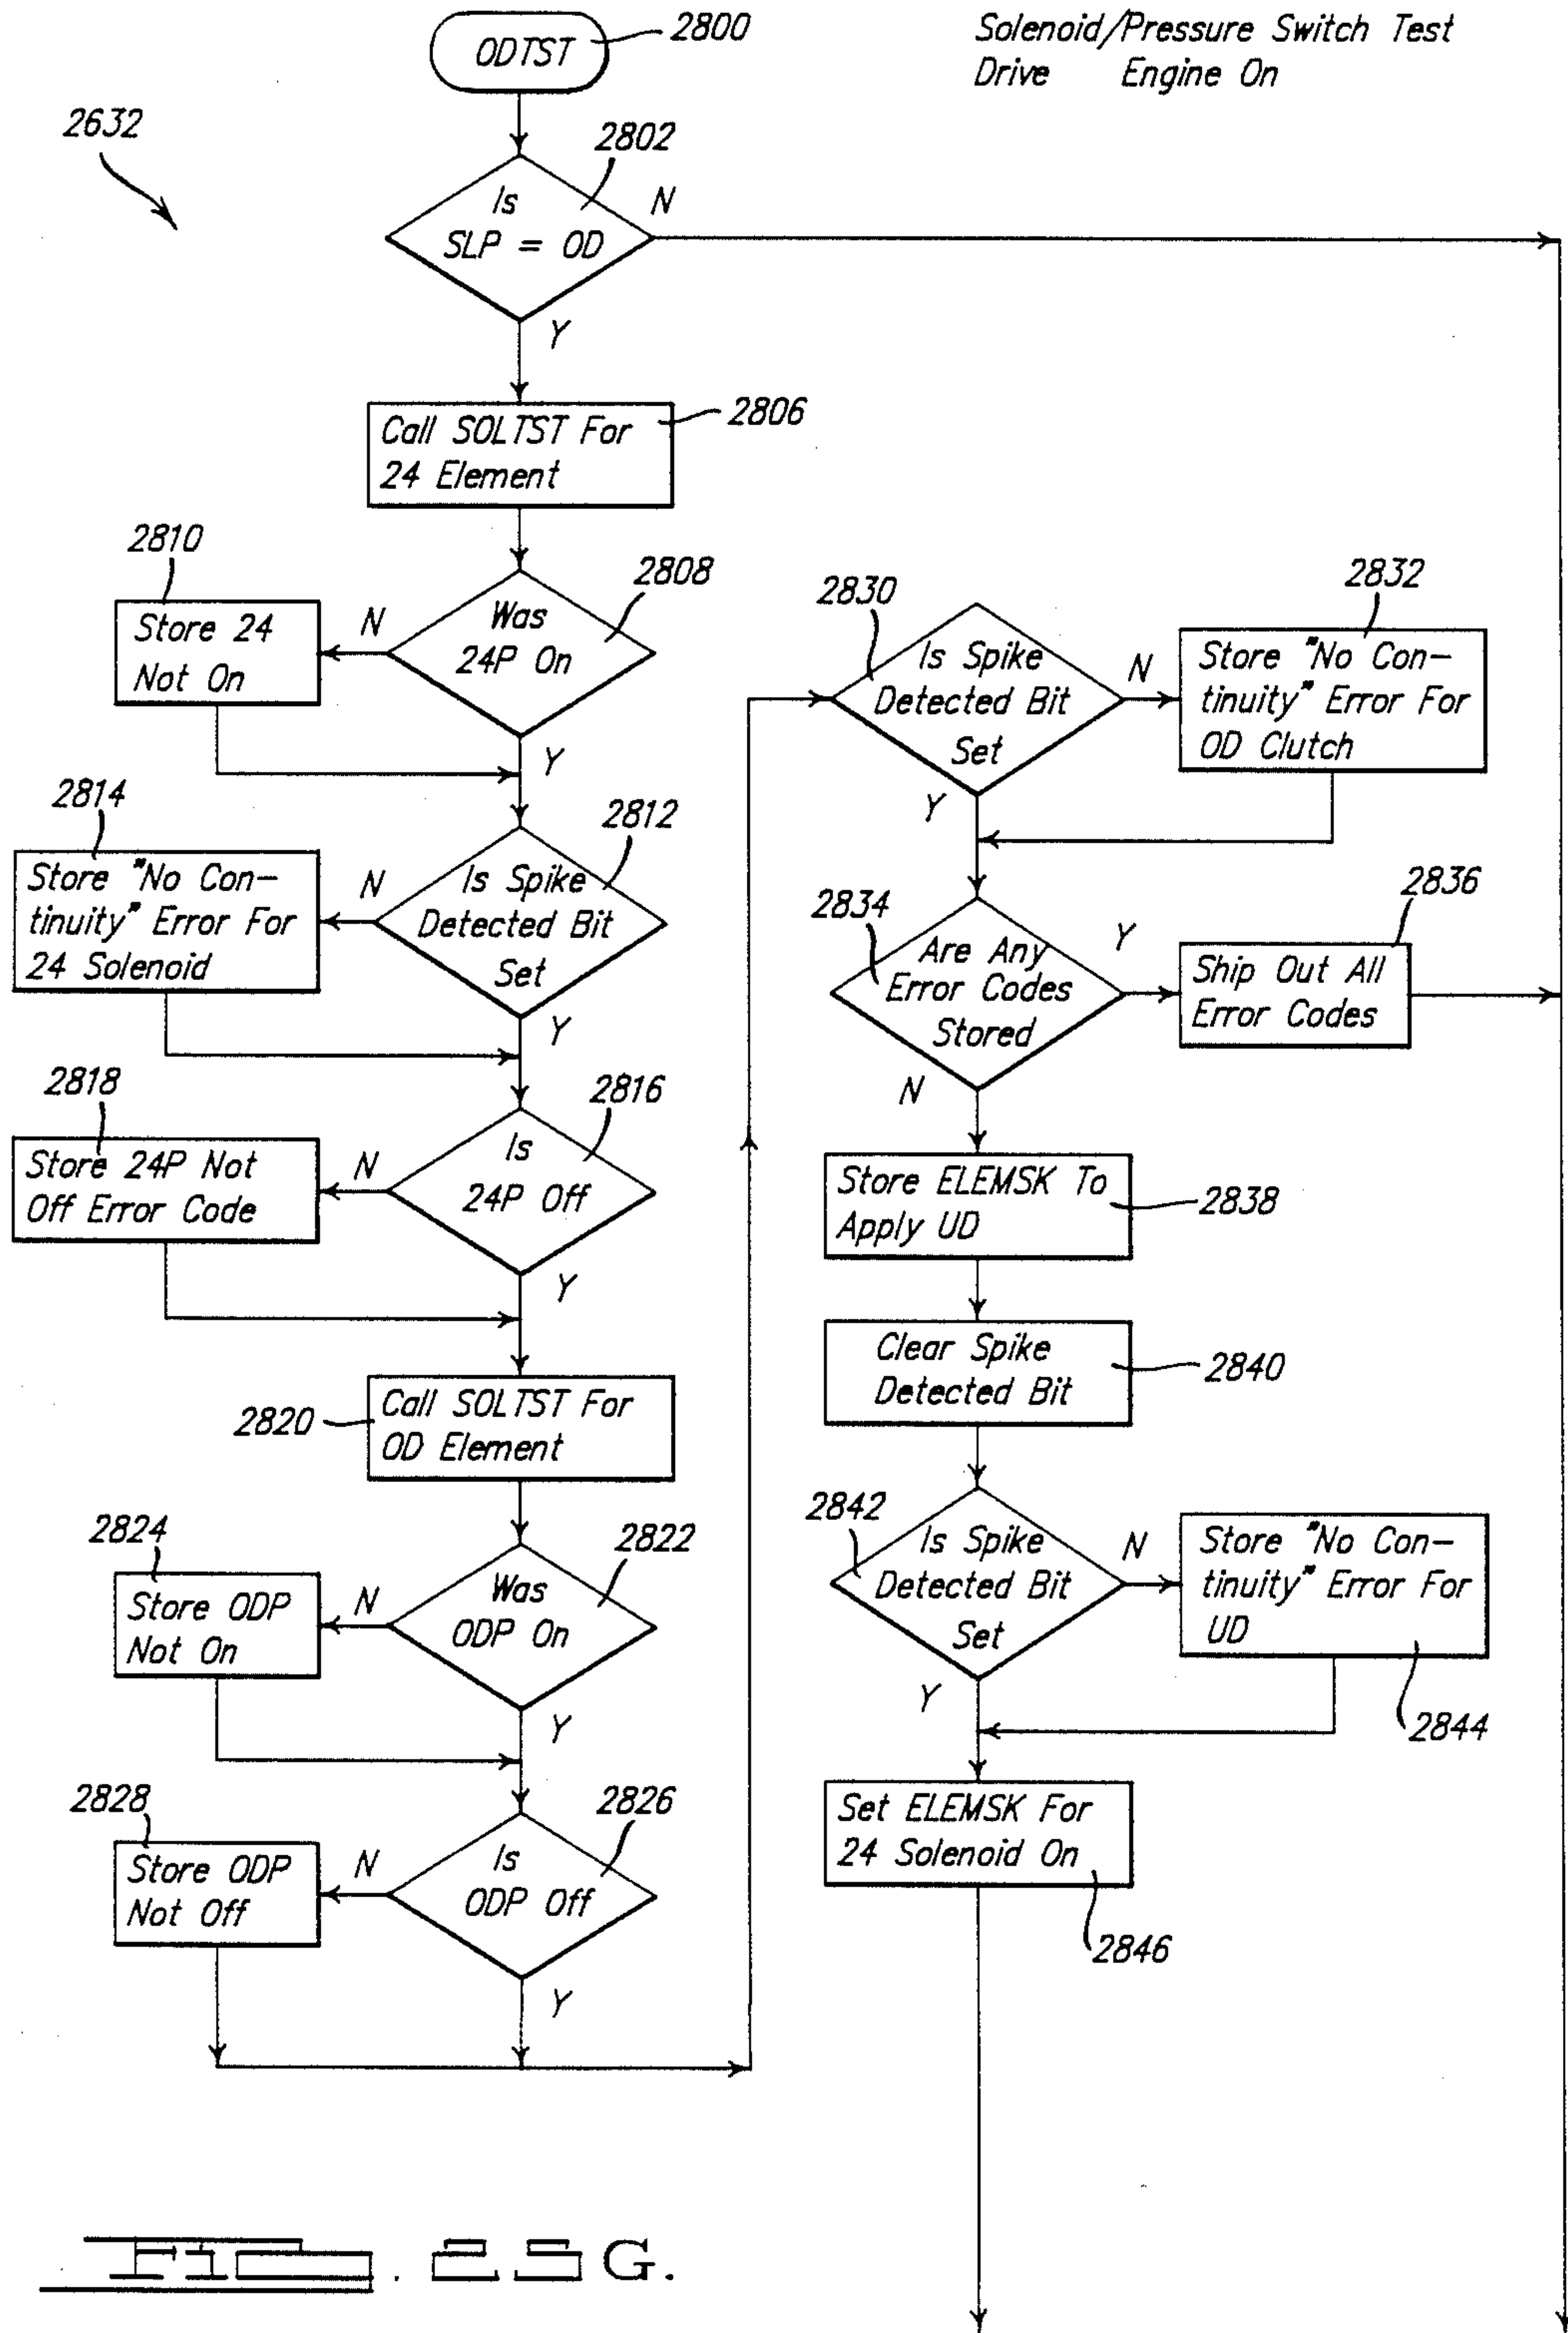 ODTST
2800
Solenoid/Pressure Switch Test
Drive Engine On
2632
2802
Is
SLP = OD
N
Y
Call SOLTST For
24 Element
2806
2810
Store 24
Not On
N
Was
24P On
2808
Y
2814
Store "No Con-
tinuity" Error For
24 Solenoid
N
Is Spike
Detected Bit
Set
2812
Y
2818
Store 24P Not
Off Error Code
N
Is
24P Off
2816
Y
2820
Call SOLTST For
OD Element
2824
Store ODP
Not On
N
Was
ODP On
2822
Y
2828
Store ODP
Not Off
N
Is
ODP Off
2826
Y
2830
Is Spike
Detected Bit
Set
N
Y
2832
Store "No Con-
tinuity" Error For
OD Clutch
2834
Are Any
Error Codes
Stored
Y
N
2836
Ship Out All
Error Codes
Store ELEMSK To
Apply UD
2838
Clear Spike
Detected Bit
2840
2842
Is Spike
Detected Bit
Set
N
Y
Store "No Con-
tinuity" Error For
UD
2844
Set ELEMSK For
24 Solenoid On
2846
FIG. 25 G.